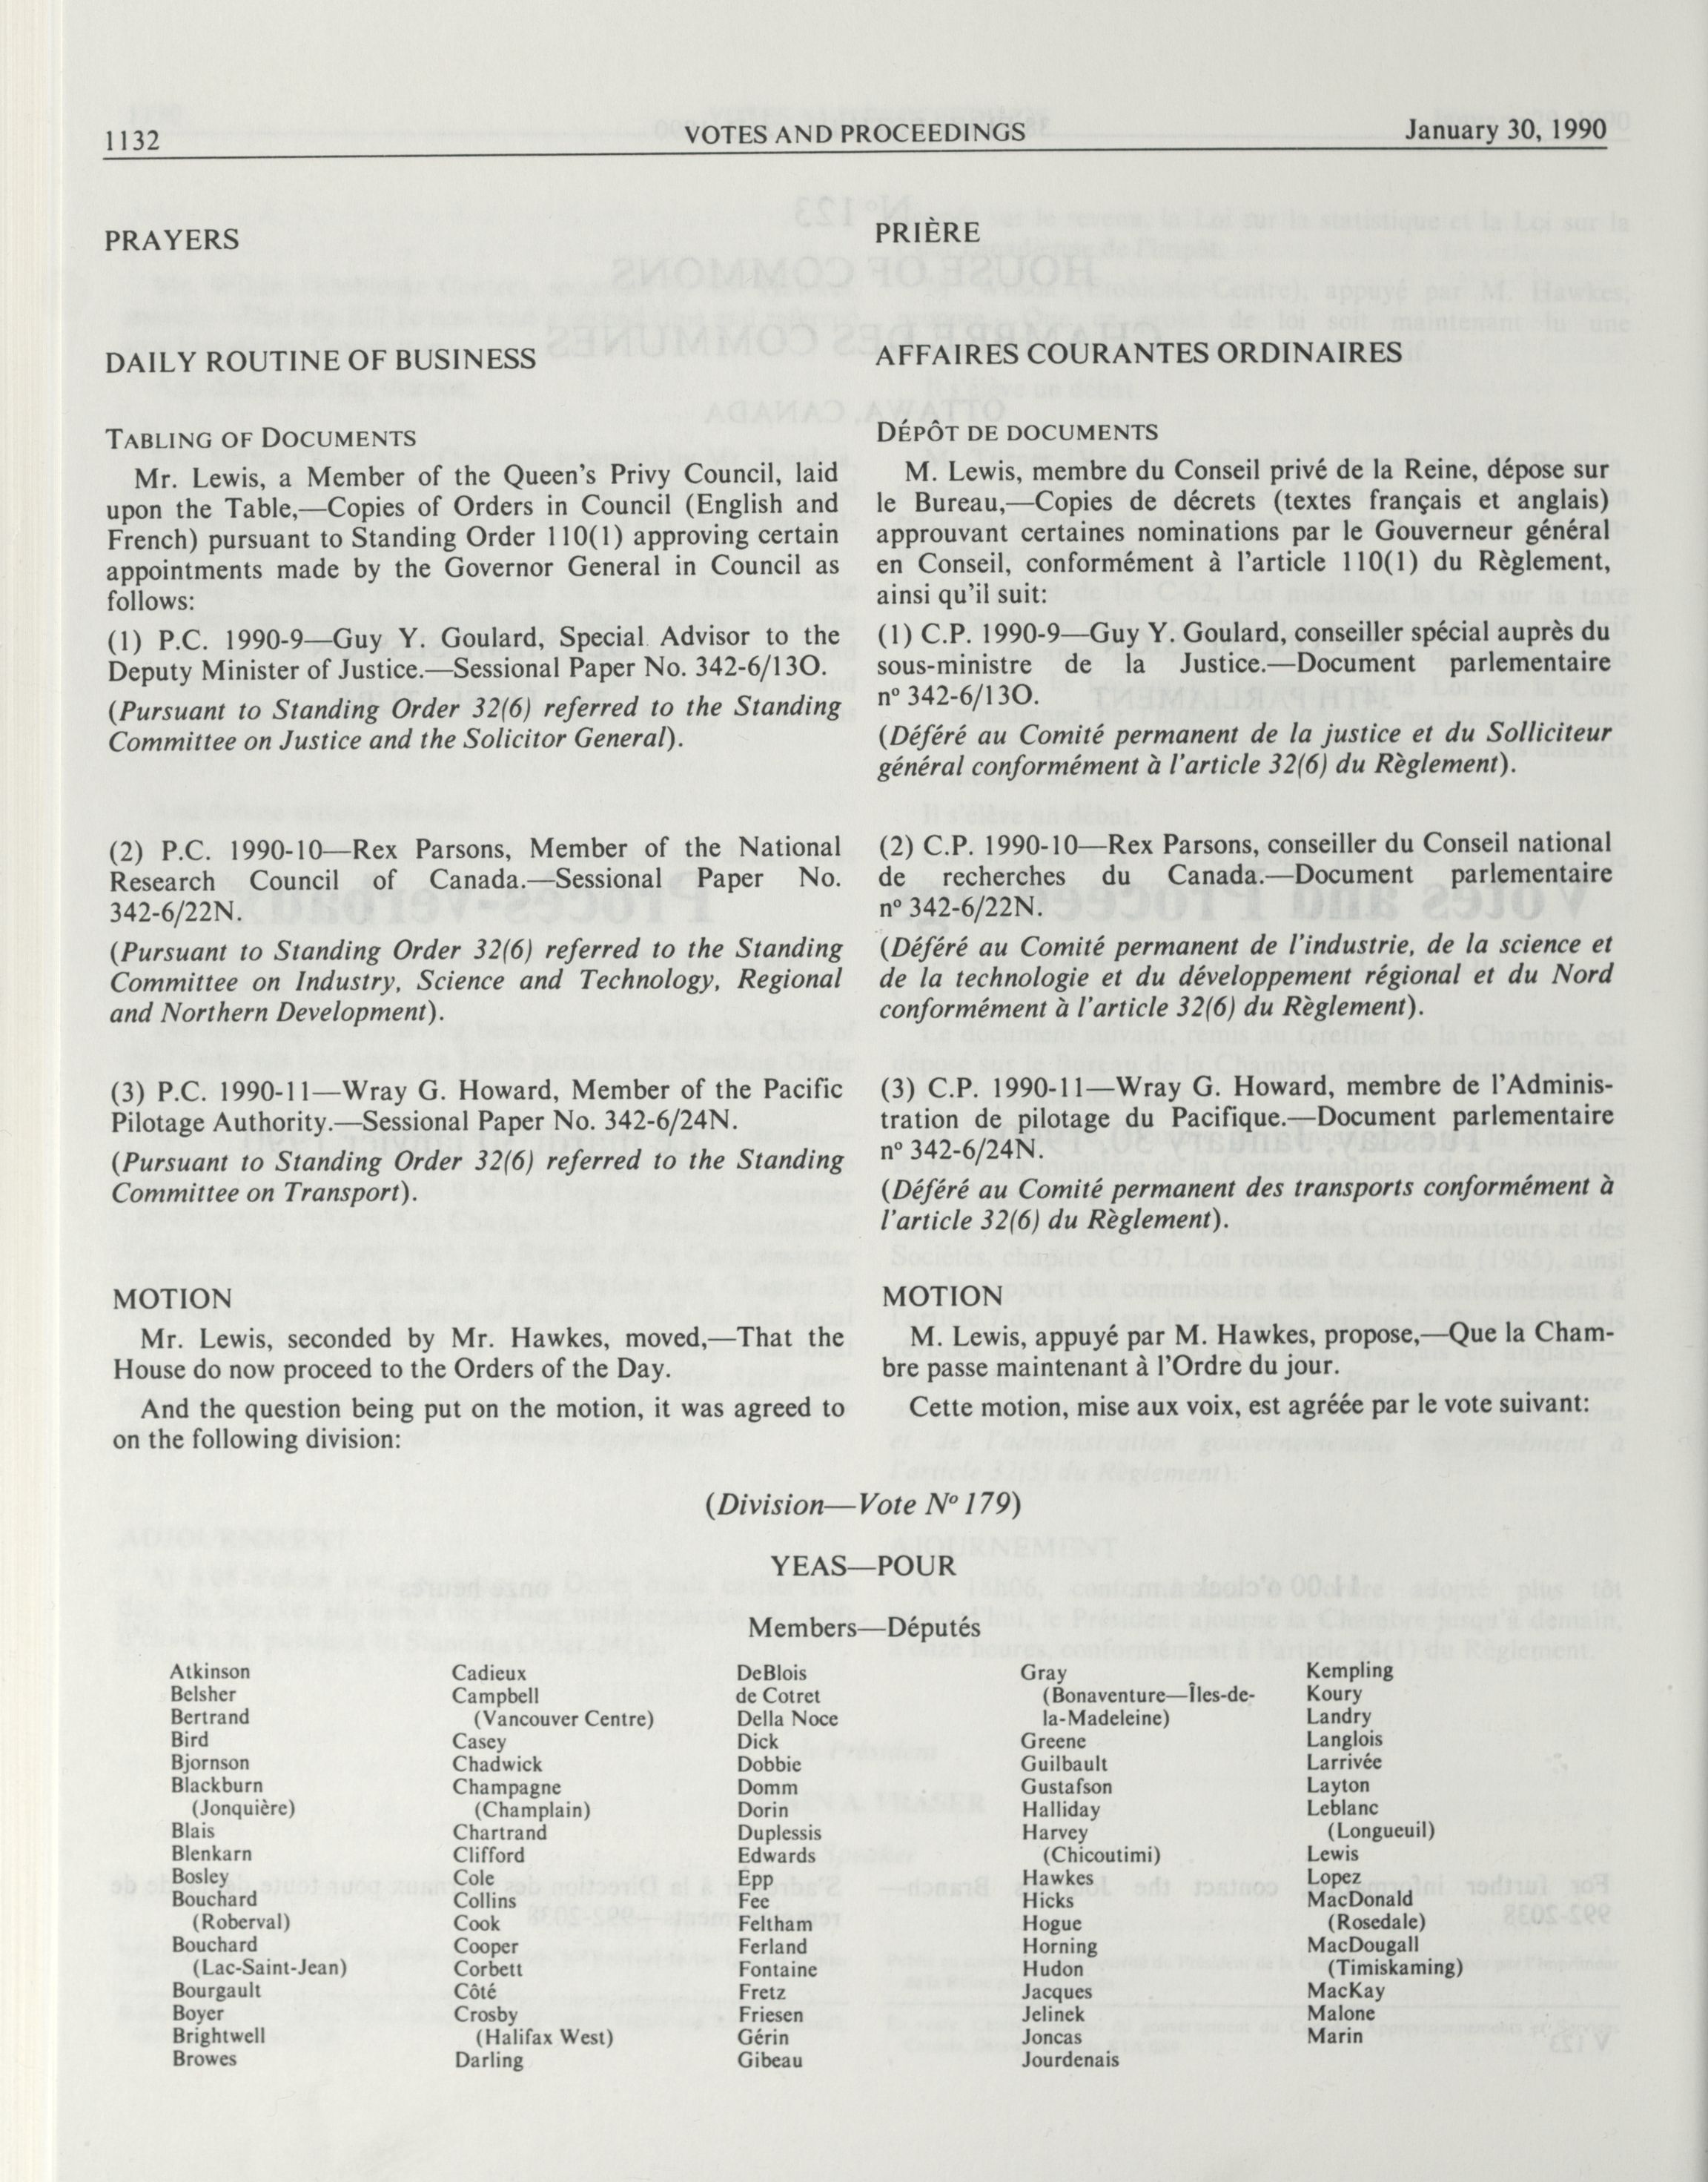 1132
VOTES AND PROCEEDINGS
January 30, 1990
PRAYERS
DAILY ROUTINE OF BUSINESS
TABLING OF DOCUMENTS
Mr. Lewis, a Member of the Queen's Privy Council, laid
upon the Table,—Copies of Orders in Council (English and
French) pursuant to Standing Order 110(1) approving certain
appointments made by the Governor General in Council as
follows:
(1) P.C. 1990-9—Guy Y. Goulard, Special Advisor to the
Deputy Minister of Justice.—Sessional Paper No. 342-6/13O.
(Pursuant to Standing Order 32(6) referred to the Standing
Committee on Justice and the Solicitor General).
(2) P.C. 1990-10—Rex Parsons, Member of the National
Research Council of Canada.—Sessional Paper No.
342-6/22N.
(Pursuant to Standing Order 32(6) referred to the Standing
Committee on Industry, Science and Technology, Regional
and Northern Development).
(3) P.C. 1990-11—Wray G. Howard, Member of the Pacific
Pilotage Authority.—Sessional Paper No. 342-6/24N.
(Pursuant to Standing Order 32(6) referred to the Standing
Committee on Transport).
MOTION
Mr. Lewis, seconded by Mr. Hawkes, moved,—That the
House do now proceed to the Orders of the Day.
And the question being put on the motion, it was agreed to
on the following division:
PRIÈRE
AFFAIRES COURANTES ORDINAIRES
DÉPÔT DE DOCUMENTS
M. Lewis, membre du Conseil privé de la Reine, dépose sur
le Bureau,—Copies de décrets (textes français et anglais)
approuvant certaines nominations par le Gouverneur général
en Conseil, conformément à l'article 110(1) du Règlement,
ainsi qu'il suit:
(1) C.P. 1990-9—Guy Y. Goulard, conseiller spécial auprès du
sous-ministre de la Justice.—Document parlementaire
nº 342-6/13O.
(Déféré au Comité permanent de la justice et du Solliciteur
général conformément à l'article 32(6) du Règlement).
(2) C.P. 1990-10—Rex Parsons, conseiller du Conseil national
de recherches du Canada.—Document parlementaire
nº 342-6/22N.
(Déféré au Comité permanent de l'industrie, de la science et
de la technologie et du développement régional et du Nord
conformément à l'article 32(6) du Règlement).
(3) C.P. 1990-11—Wray G. Howard, membre de l'Adminis-
tration de pilotage du Pacifique.—Document parlementaire
nº 342-6/24N.
(Déféré au Comité permanent des transports conformément à
l'article 32(6) du Règlement).
MOTION
M. Lewis, appuyé par M. Hawkes, propose,—Que la Cham-
bre passe maintenant à l'Ordre du jour.
Cette motion, mise aux voix, est agréée par le vote suivant:
(Division—Vote Nº 179)
YEAS—POUR
Members—Députés
Atkinson
Belsher
Bertrand
Bird
Bjornson
Blackburn
(Jonquière)
Blais
Blenkarn
Bosley
Bouchard
(Roberval)
Bouchard
(Lac-Saint-Jean)
Bourgault
Boyer
Brightwell
Browes
Cadieux
Campbell
(Vancouver Centre)
Casey
Chadwick
Champagne
(Champlain)
Chartrand
Clifford
Cole
Collins
Cook
Cooper
Corbett
Côté
Crosby
(Halifax West)
Darling
DeBlois
de Cotret
Della Noce
Dick
Dobbie
Domm
Dorin
Duplessis
Edwards
Epp
Fee
Feltham
Ferland
Fontaine
Fretz
Friesen
Gérin
Gibeau
Gray
(Bonaventure—Îles-de-
la-Madeleine)
Greene
Guilbault
Gustafson
Halliday
Harvey
(Chicoutimi)
Hawkes
Hicks
Hogue
Horning
Hudon
Jacques
Jelinek
Joncas
Jourdenais
Kempling
Koury
Landry
Langlois
Larrivée
Layton
Leblanc
(Longueuil)
Lewis
Lopez
MacDonald
(Rosedale)
MacDougall
(Timiskaming)
MacKay
Malone
Marin